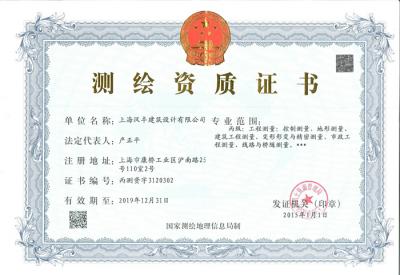 测绘资质证书
单位名称：上海汉丰建筑设计有限公司
法定代表人：严正平
注册地址：上海市康桥工业区沪南路25
号110室2号
证书编号：丙测资字3120302
有效期至：2019年12月31日
专业范围：
丙级：工程测量：控制测量、地形测量、
建筑工程测量、变形形变与精密测量、市政工
程测量、线路与桥隧测量。***
发证机关（印章）
2015年1月1日
国家测绘地理信息局制